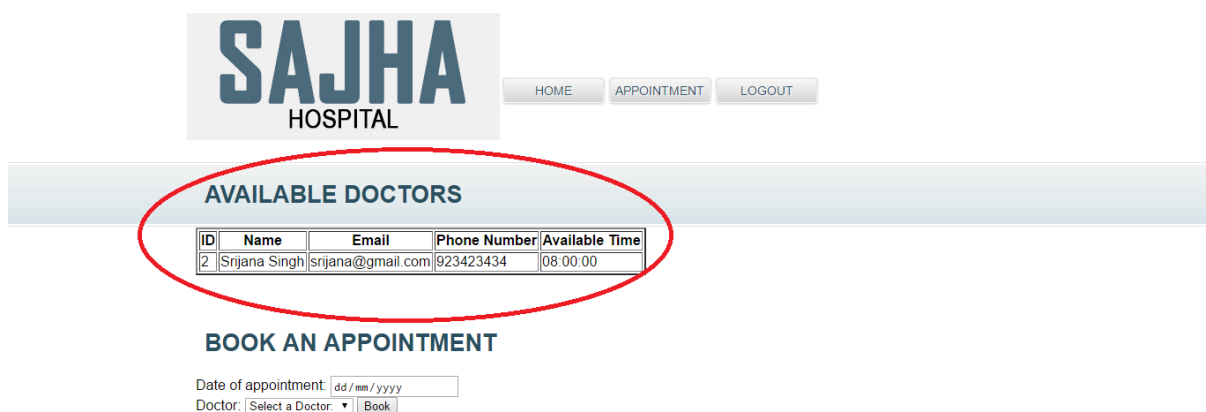 SAJHA
HOSPITAL
HOME APPOINTMENT LOGOUT
AVAILABLE DOCTORS
ID Name Email Phone Number Available Time
2 Srijana Singh srijana@gmail.com 923423434 08:00:00
BOOK AN APPOINTMENT
Date of appointment: dd/mm/yyyy
Doctor: Select a Doctor: Book